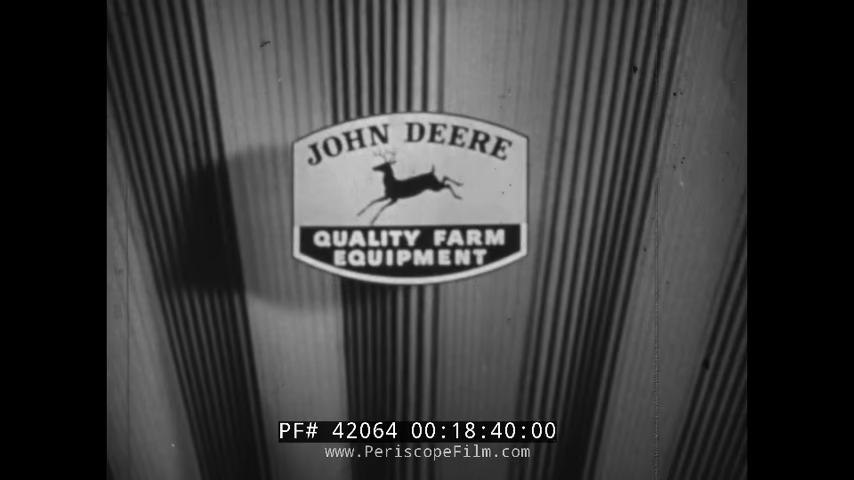 JOHN DEERE
QUALITY FARM
EQUIPMENT
PF# 42064 00:18:40:00
www.PeriscopeFilm.com